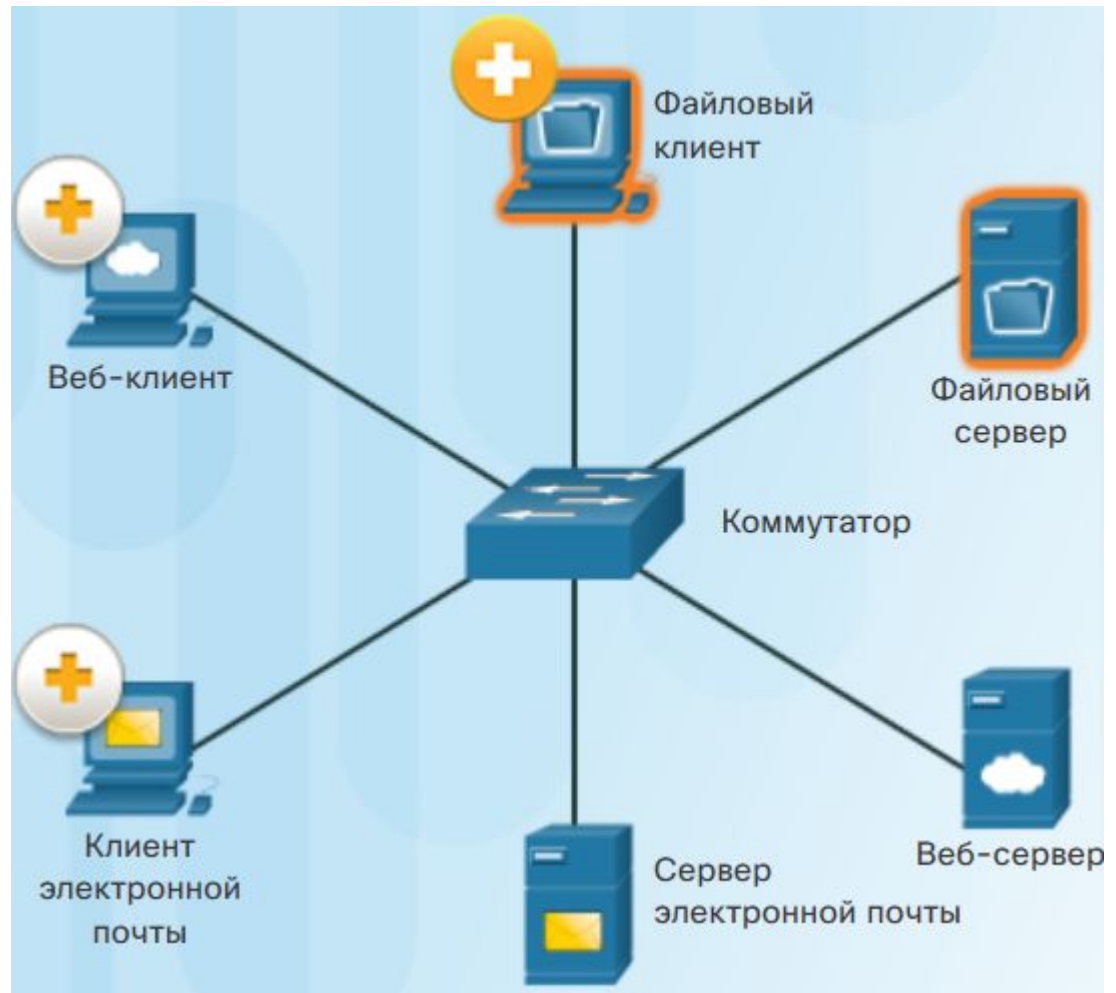 Файловый
клиент
Веб-клиент
Файловый
сервер
Коммутатор
Клиент
электронной
почты
Сервер
электронной почты
Веб-сервер